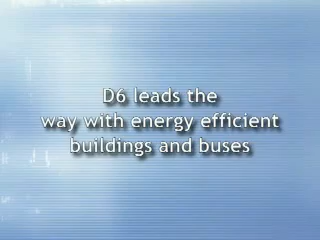 D6 leads the
way with energy efficient
buildings and buses